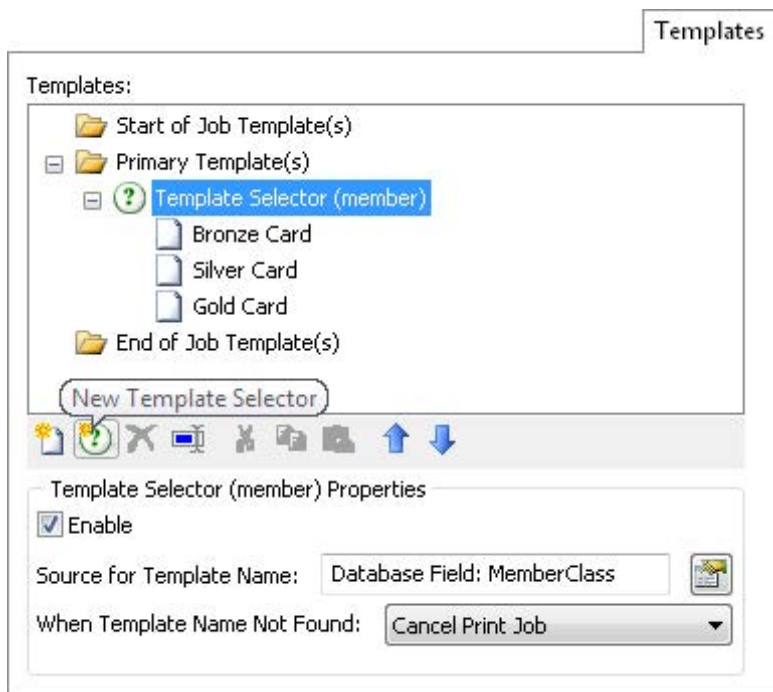 Templates
Templates:
Start of Job Template(s)
Primary Template(s)
Template Selector (member)
Bronze Card
Silver Card
Gold Card
End of Job Template(s)
New Template Selector
Template Selector (member) Properties
Enable
Source for Template Name: Database Field: MemberClass
When Template Name Not Found: Cancel Print Job